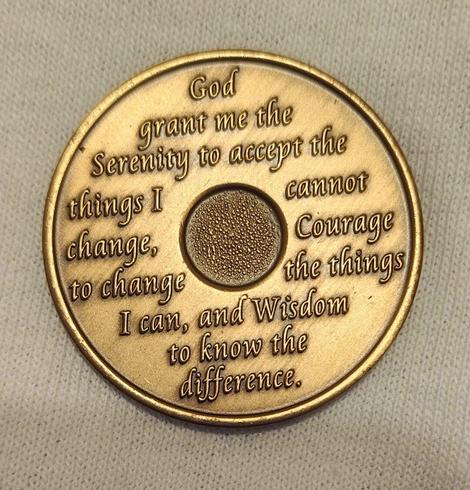 God
grant me the
Serenity to accept the
things I cannot
change, Courage
to change the things
I can, and Wisdom
to know the
difference.